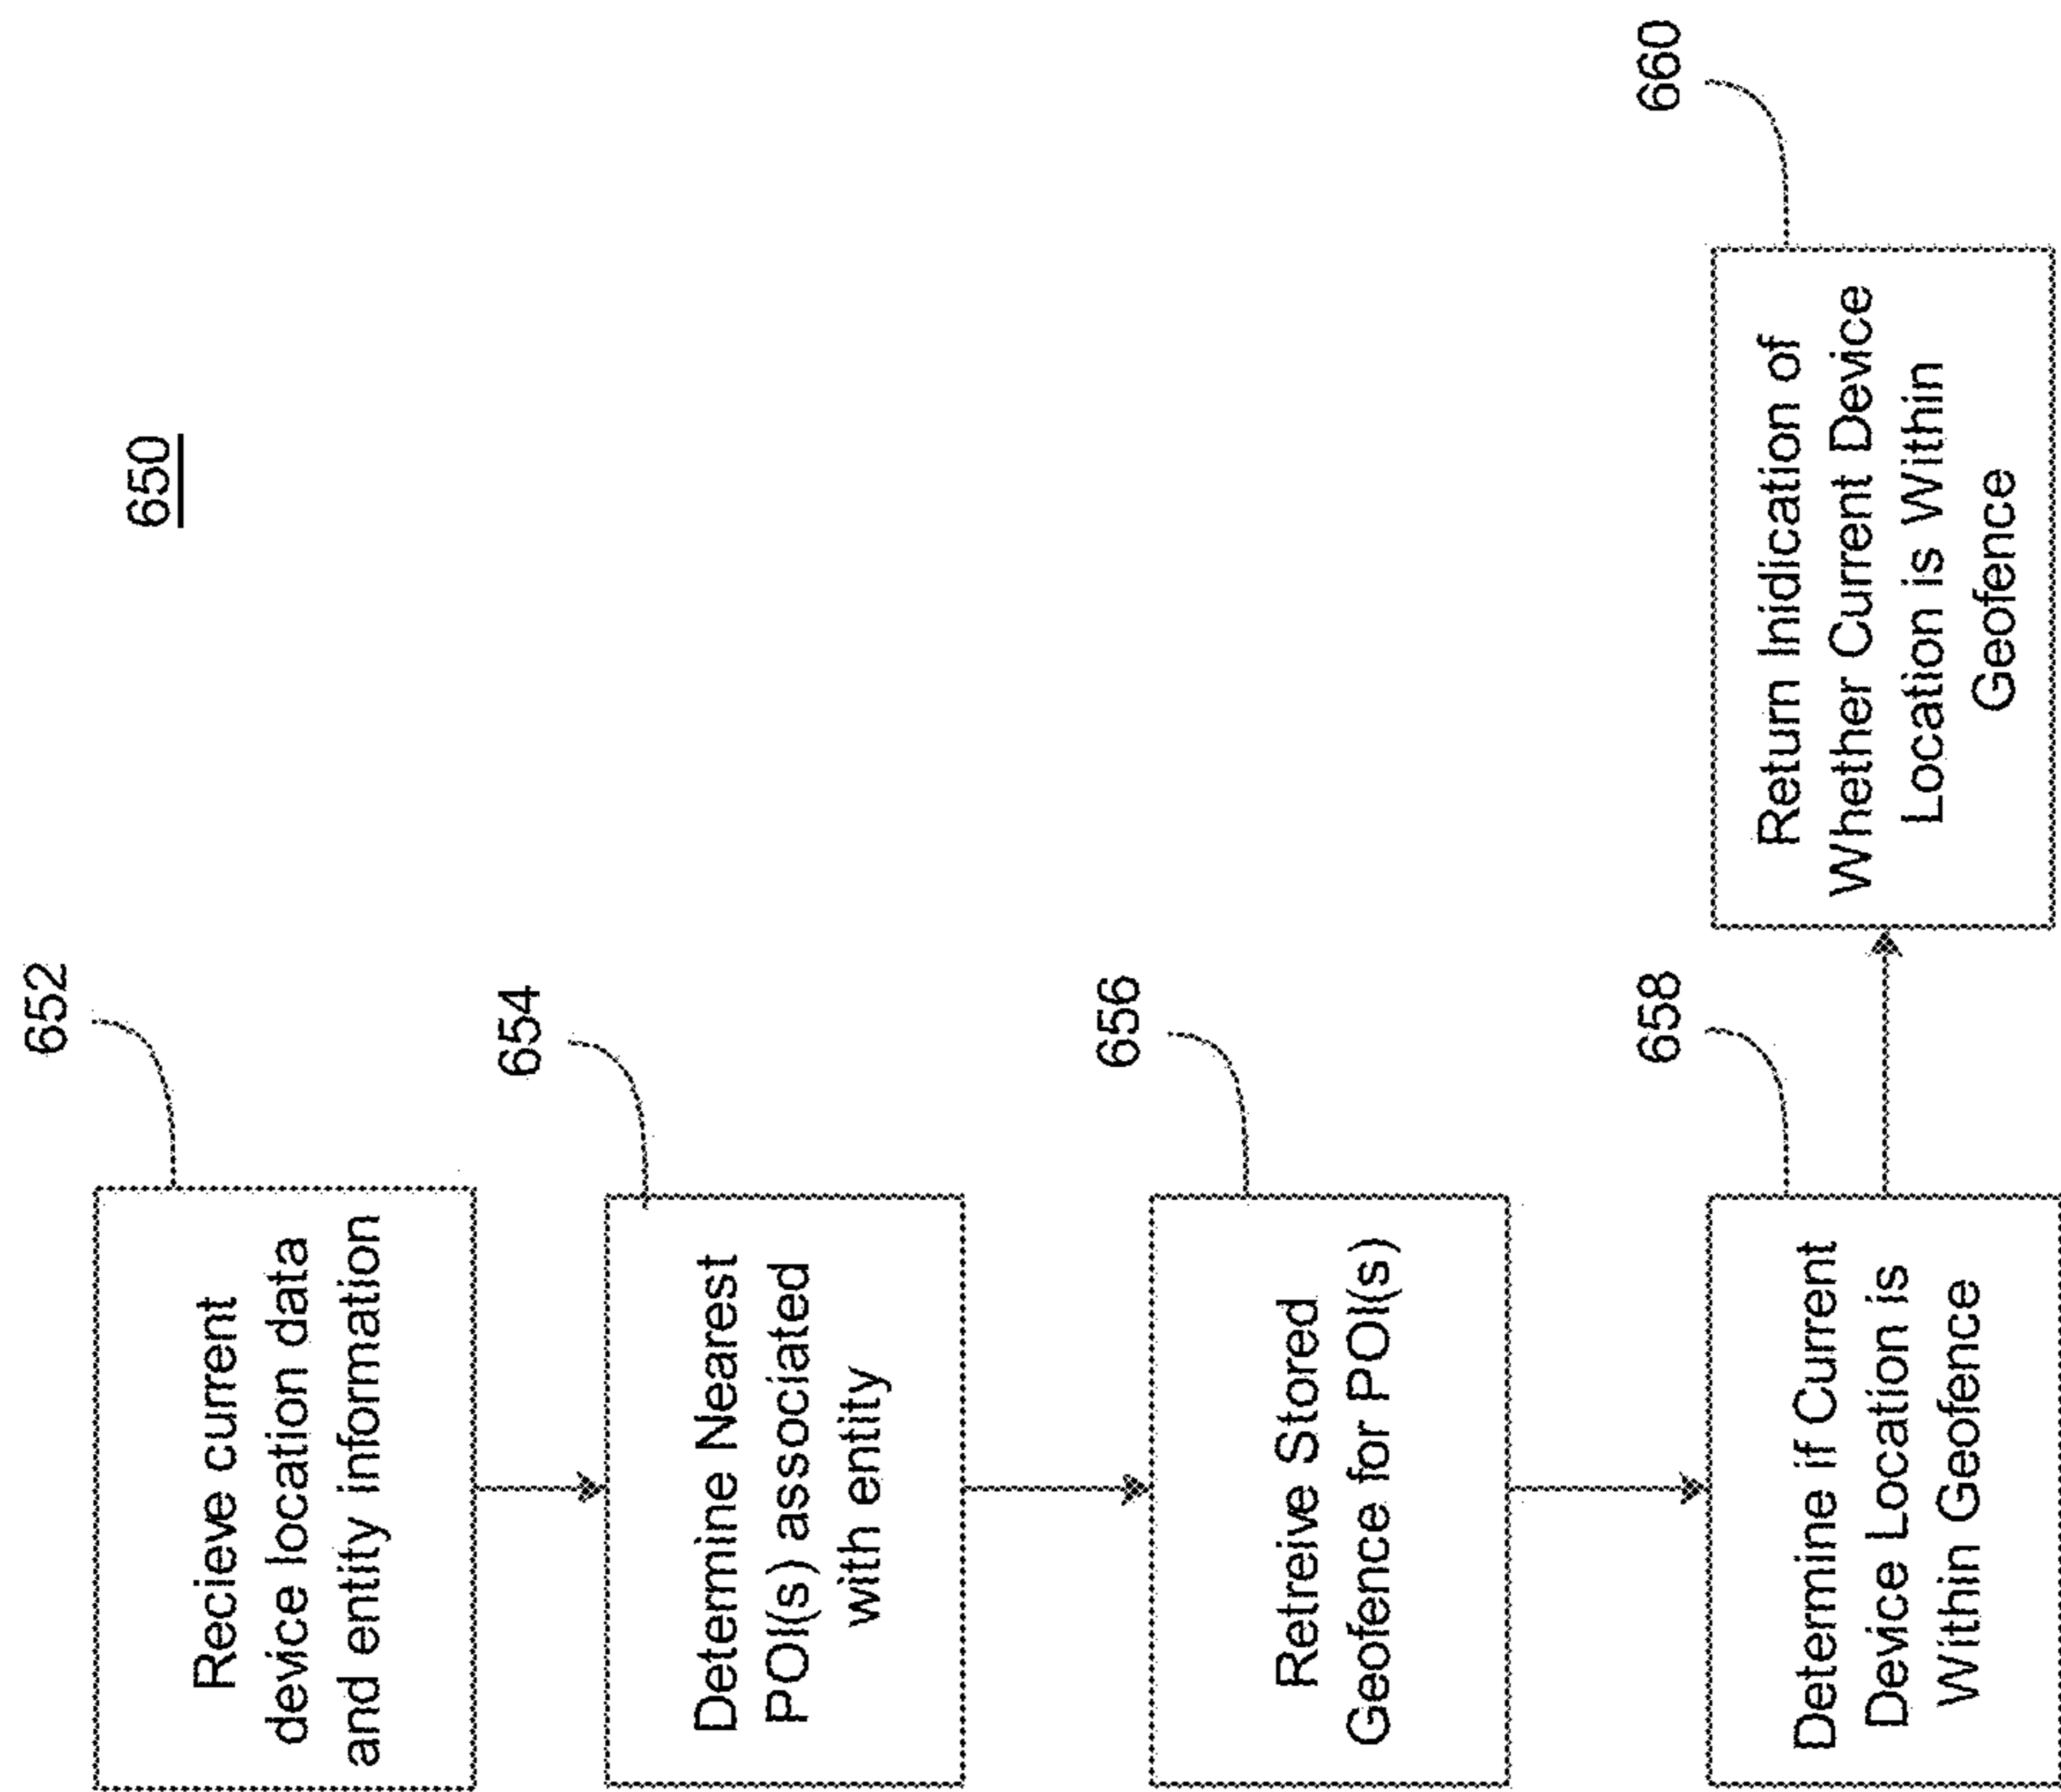 650
652
Recieve current
device location data
and entity information
654
Determine Nearest
POI(s) associated
with entity
656
Retreive Stored
Geofence for POI(s)
658
Determine if Current
Device Location is
Within Geofence
660
Return Inidication of
Whether Current Device
Location is Within
Geofence